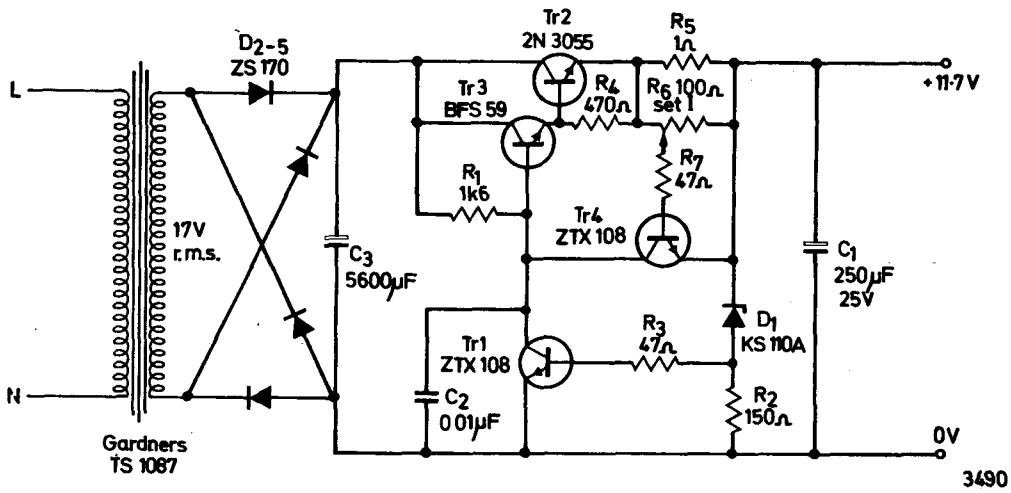 Tr2
2N 3055
R5
1Ω
D2-5
ZS 170
+11·7V
L
Tr3
BFS 59
R4
470Ω
R6 100Ω
set I
R1
1k6
R7
47Ω
Tr4
ZTX 108
17V
r.m.s.
C3
5600µF
C1
250µF
25V
Tr1
ZTX 108
R3
47Ω
D1
KS 110A
N
C2
0·01µF
R2
150Ω
Gardners
TS 1087
0V
3490